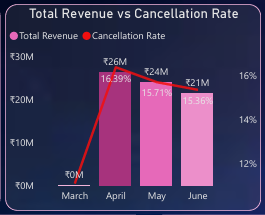 Total Revenue vs Cancellation Rate
Total Revenue Cancellation Rate
₹30M
₹26M
₹24M
₹21M
16%
16.39%
15.71%
15.36%
₹20M
14%
₹10M
12%
₹0M
₹0M
March April May June